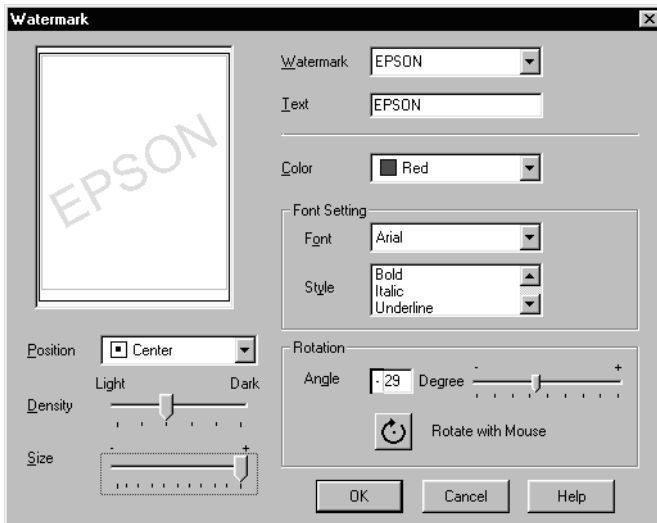 Watermark
EPSON
Watermark EPSON
Text EPSON
Color Red
Font Setting
Font Arial
Style Bold
Italic
Underline
Position Center
Light Dark
Density
Size - +
Rotation
Angle -29 Degree - +
Rotate with Mouse
OK Cancel Help